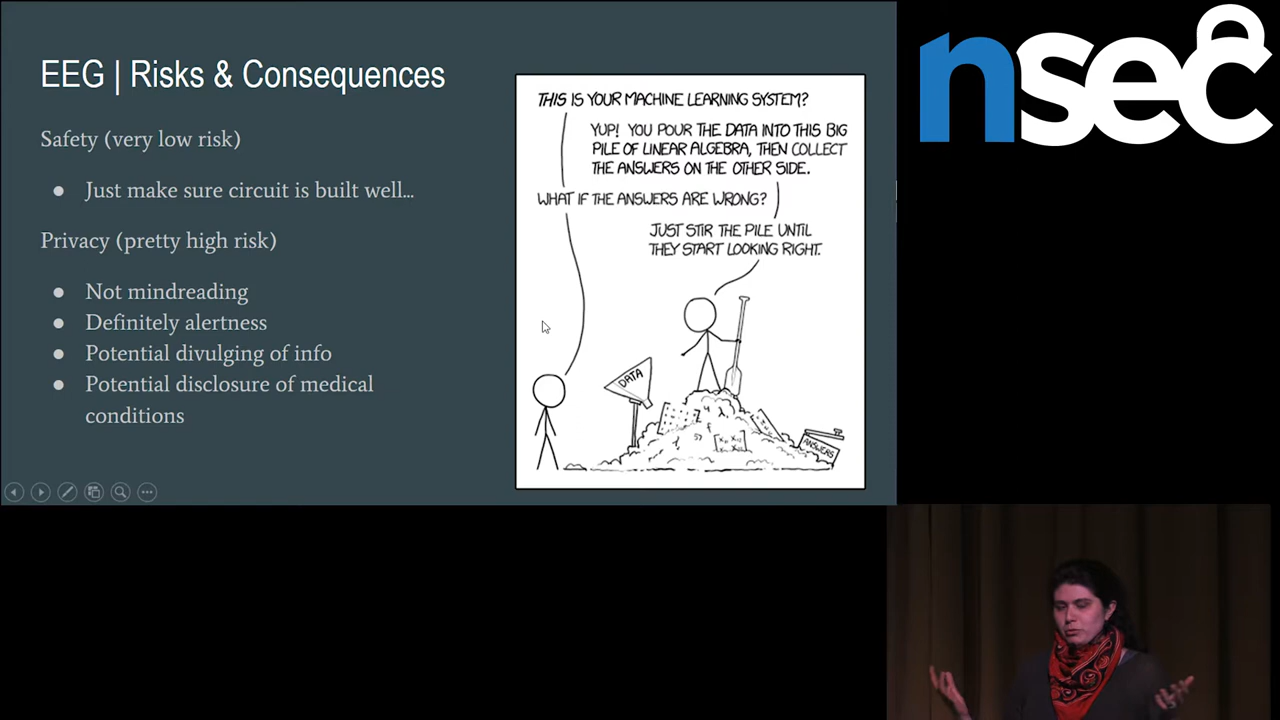 EEG | Risks & Consequences
Safety (very low risk)
● Just make sure circuit is built well...
Privacy (pretty high risk)
● Not mindreading
● Definitely alertness
● Potential divulging of info
● Potential disclosure of medical
conditions
THIS IS YOUR MACHINE LEARNING SYSTEM?
YUP! YOU POUR THE DATA INTO THIS BIG
PILE OF LINEAR ALGEBRA, THEN COLLECT
THE ANSWERS ON THE OTHER SIDE.
WHAT IF THE ANSWERS ARE WRONG?
JUST STIR THE PILE UNTIL
THEY START LOOKING RIGHT.
DATA
ANSWERS
nsec